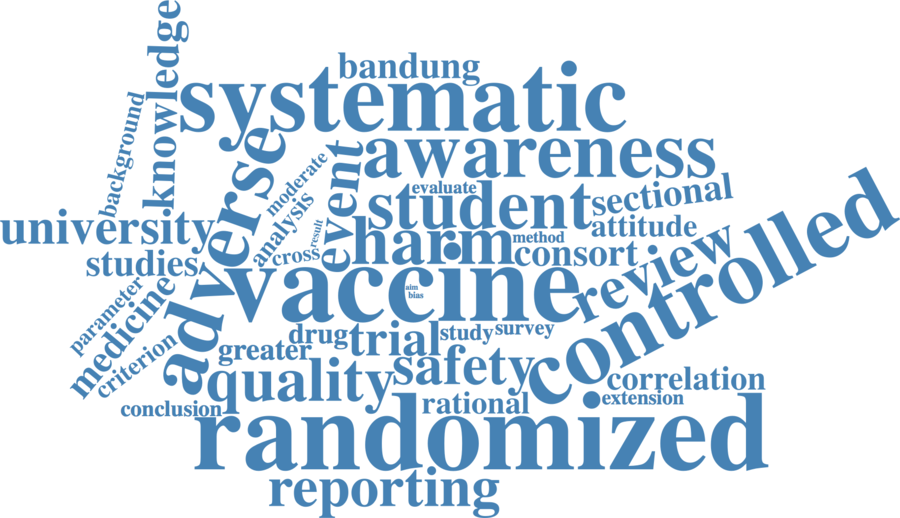 knowledge
background
bandung
systematic
awareness
adverse
event
moderate
analysis
result
cross
evaluate
student
sectional
attitude
university
studies
harm
method
consort
vaccine
aim
bias
review
controlled
parameter
medicine
criterion
drug
trial
study
survey
greater
quality
safety
correlation
extension
rational
conclusion
randomized
reporting